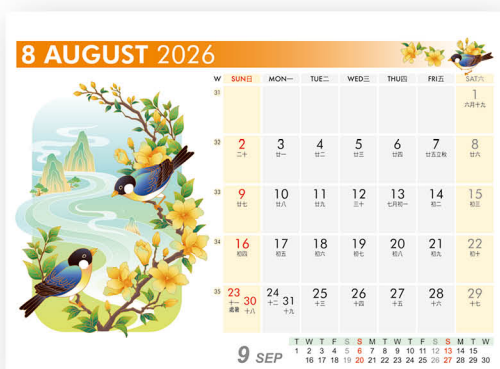 8 AUGUST 2026
W SUN日 MON一 TUE二 WED三 THU四 FRI五 SAT六
31 1
六月十九
32 2 3 4 5 6 7 8
二十 廿一 廿二 廿三 廿四 廿五立秋 廿六
33 9 10 11 12 13 14 15
廿七 廿八 廿九 三十 七月初一 初二 初三
34 16 17 18 19 20 21 22
初四 初五 初六 初七 初八 初九 初十
35 23 30 24 31 25 26 27 28 29
十一 處暑 十八 十二 十九 十三 十四 十五 十六 十七
9 SEP
T W T F S S M T W T F S S M T W
1 2 3 4 5 6 7 8 9 10 11 12 13 14 15
16 17 18 19 20 21 22 23 24 25 26 27 28 29 30